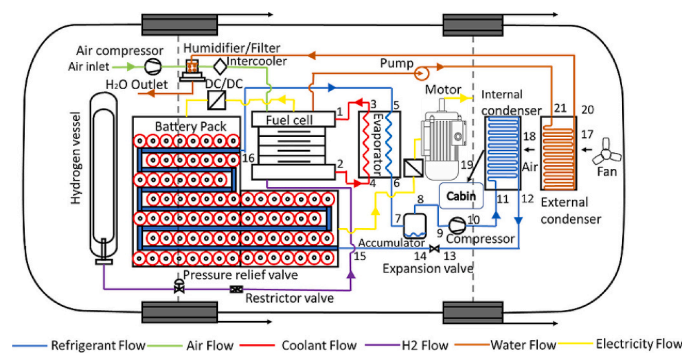 Air compressor
Air inlet
Humidifier/Filter
Intercooler
H₂O Outlet
DC/DC
Pump
Motor
Internal
condenser
21
20
Hydrogen vessel
Battery Pack
Fuel cell
1
3
5
Evaporator
18
17
16
19
Air
Fan
2
4
6
Cabin
11
12
8
External
condenser
7
9
10
Accumulator
Compressor
15
14
13
Expansion valve
Pressure relief valve
Restrictor valve
Refrigerant Flow
Air Flow
Coolant Flow
H2 Flow
Water Flow
Electricity Flow